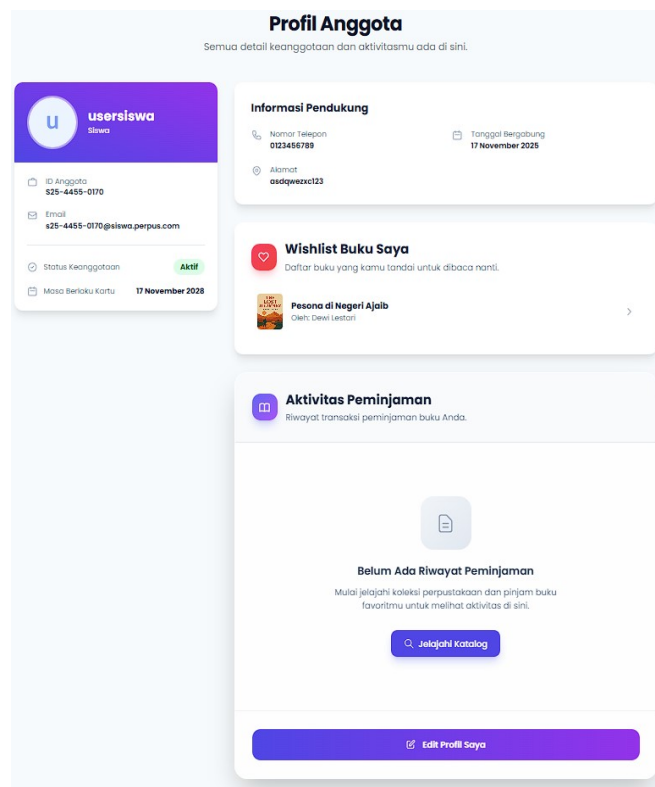 Profil Anggota
Semua detail keanggotaan dan aktivitasmu ada di sini.
u
usersiswa
Siswa
ID Anggota
S25-4455-0170
Email
s25-4455-0170@siswa.perpus.com
Status Keanggotaan
Aktif
Masa Berlaku Kartu
17 November 2028
Informasi Pendukung
Nomor Telepon
0123456789
Tanggal Bergabung
17 November 2025
Alamat
asdqwezxc123
Wishlist Buku Saya
Daftar buku yang kamu tandai untuk dibaca nanti.
THE
LOST
Pesona di Negeri Ajaib
Oleh: Dewi Lestari
Aktivitas Peminjaman
Riwayat transaksi peminjaman buku Anda.
Belum Ada Riwayat Peminjaman
Mulai jelajahi koleksi perpustakaan dan pinjam buku
favoritmu untuk melihat aktivitas di sini.
Jelajahi Katalog
Edit Profil Saya